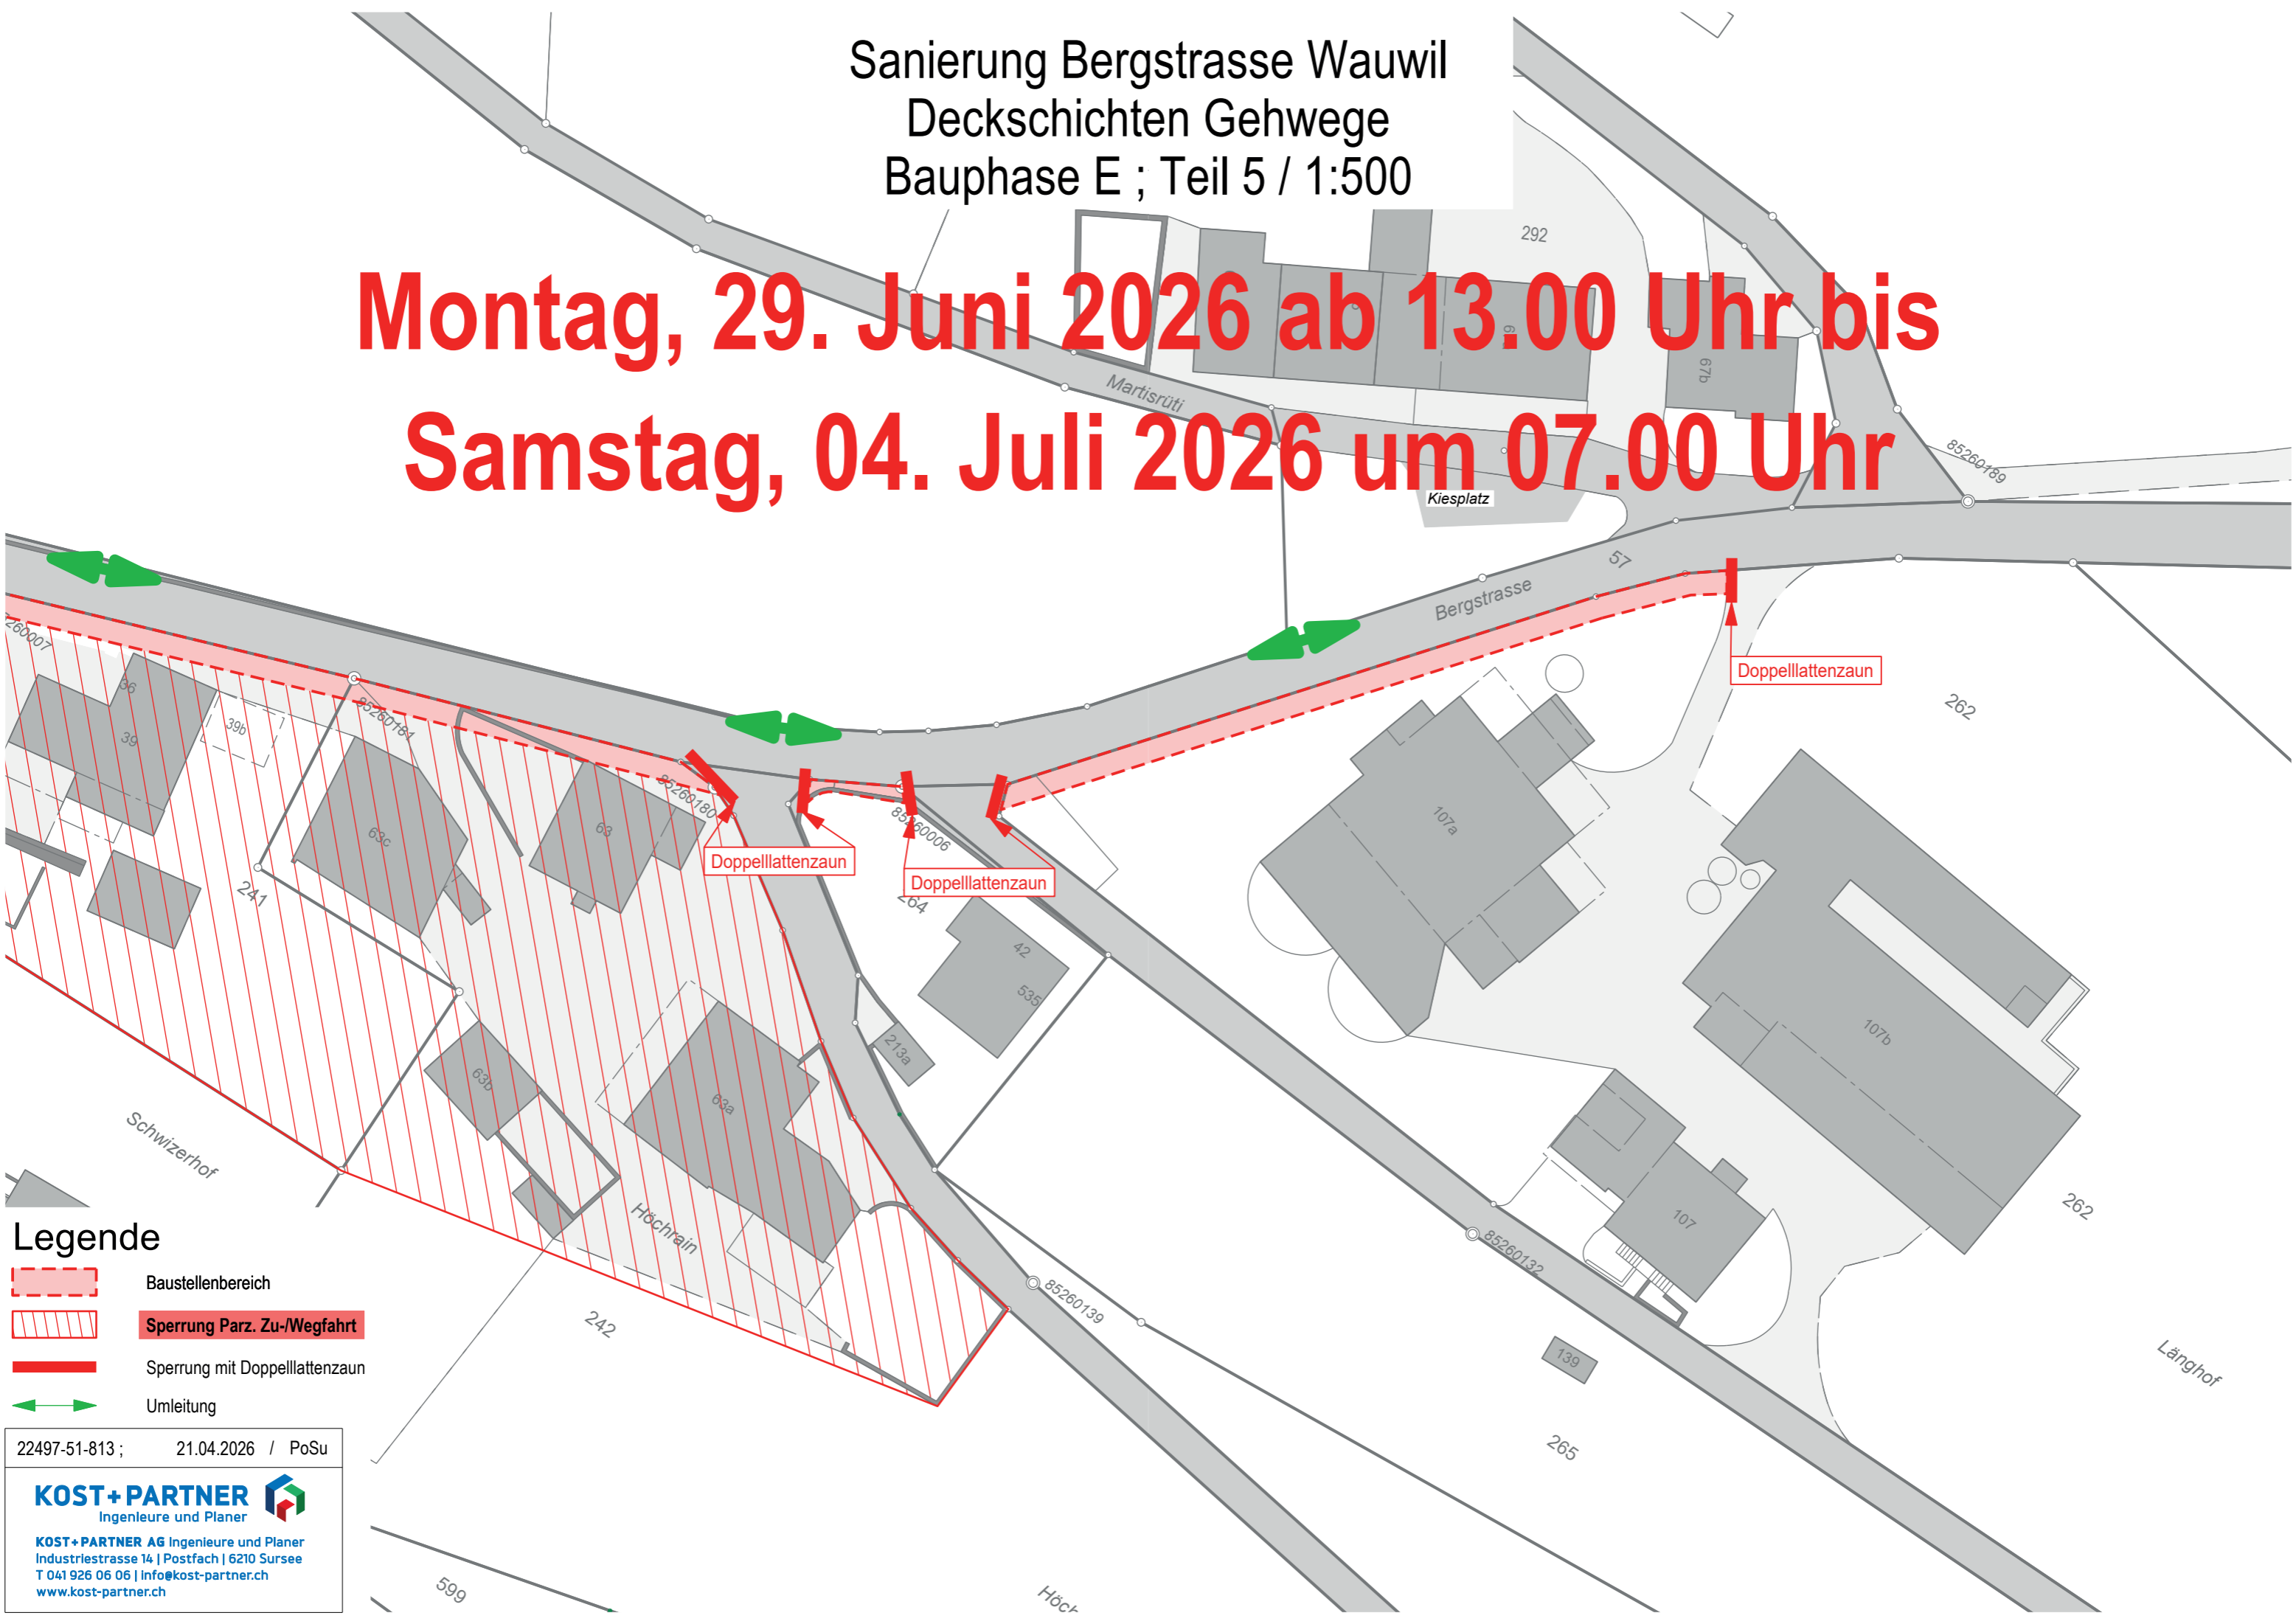 Sanierung Bergstrasse Wauwil
Deckschichten Gehwege
Bauphase E ; Teil 5 / 1:500
292
Montag, 29. Juni 2026 ab 13.00 Uhr bis
67b
Martisrüti
Samstag, 04. Juli 2026 um 07.00 Uhr
85260189
Kiesplatz
57
Bergstrasse
260007
Doppelllattenzaun
36
39
39b
85260181
262
85260180
63c
63
85260006
107a
Doppelllattenzaun
Doppelllattenzaun
241
264
42
535
213a
107b
63b
63a
Schwizerhof
Höchrain
262
107
85260132
85260139
242
139
Länghof
265
599
Höch
Legende
Baustellenbereich
Sperrung Parz. Zu-/Wegfahrt
Sperrung mit Doppelllattenzaun
Umleitung
22497-51-813 ; 21.04.2026 / PoSu
KOST+PARTNER
Ingenieure und Planer
KOST+PARTNER AG Ingenieure und Planer
Industriestrasse 14 | Postfach | 6210 Sursee
T 041 926 06 06 | info@kost-partner.ch
www.kost-partner.ch